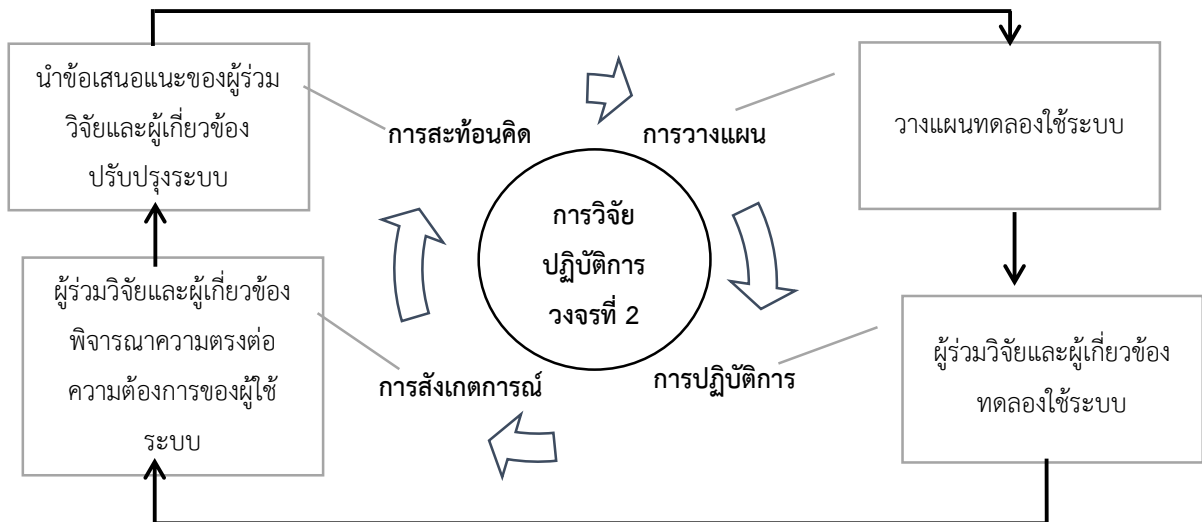 นำข้อเสนอแนะของผู้ร่วม
วิจัยและผู้เกี่ยวข้อง
ปรับปรุงระบบ
การสะท้อนคิด
การวางแผน
วางแผนทดลองใช้ระบบ
การวิจัย
ปฏิบัติการ
วงจรที่ 2
ผู้ร่วมวิจัยและผู้เกี่ยวข้อง
พิจารณาความตรงต่อ
ความต้องการของผู้ใช้
ระบบ
การสังเกตการณ์
การปฏิบัติการ
ผู้ร่วมวิจัยและผู้เกี่ยวข้อง
ทดลองใช้ระบบ